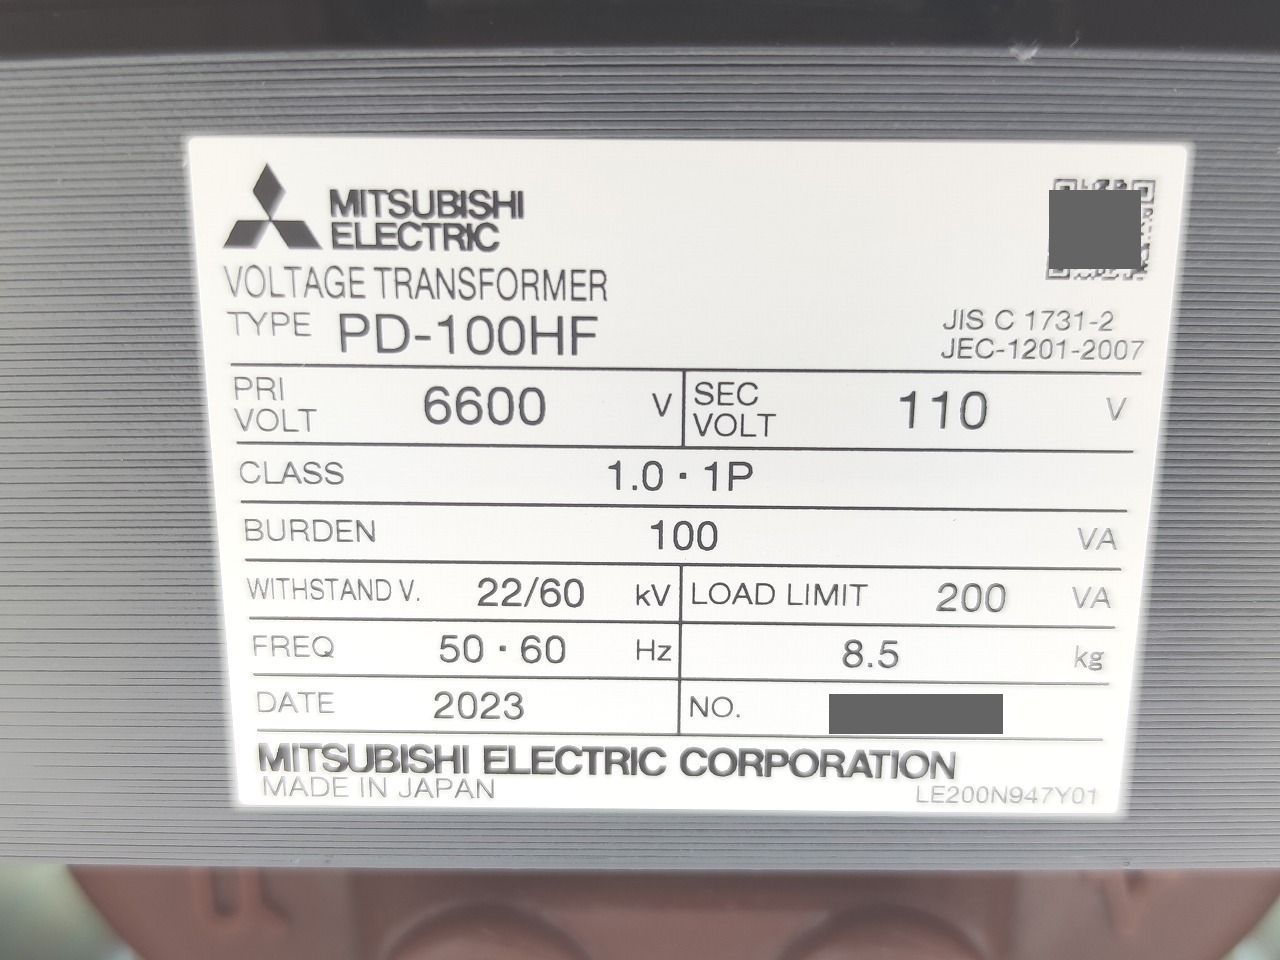 MITSUBISHI
ELECTRIC
VOLTAGE TRANSFORMER
TYPE PD-100HF
JIS C 1731-2
JEC-1201-2007
PRI VOLT 6600 V SEC VOLT 110 V
CLASS 1.0・1P
BURDEN 100 VA
WITHSTAND V. 22/60 kV LOAD LIMIT 200 VA
FREQ 50・60 Hz 8.5 kg
DATE 2023 NO.
MITSUBISHI ELECTRIC CORPORATION
MADE IN JAPAN LE200N947Y01